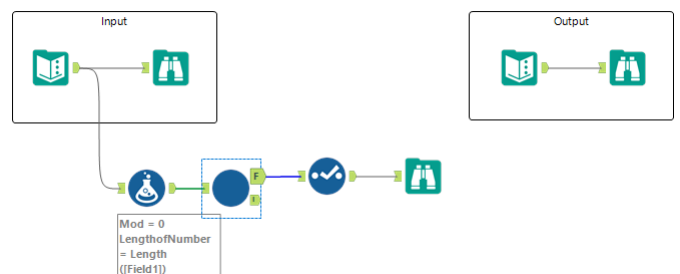 Input
Output
F
I
Mod = 0
LengthofNumber
= Length
([Field1])